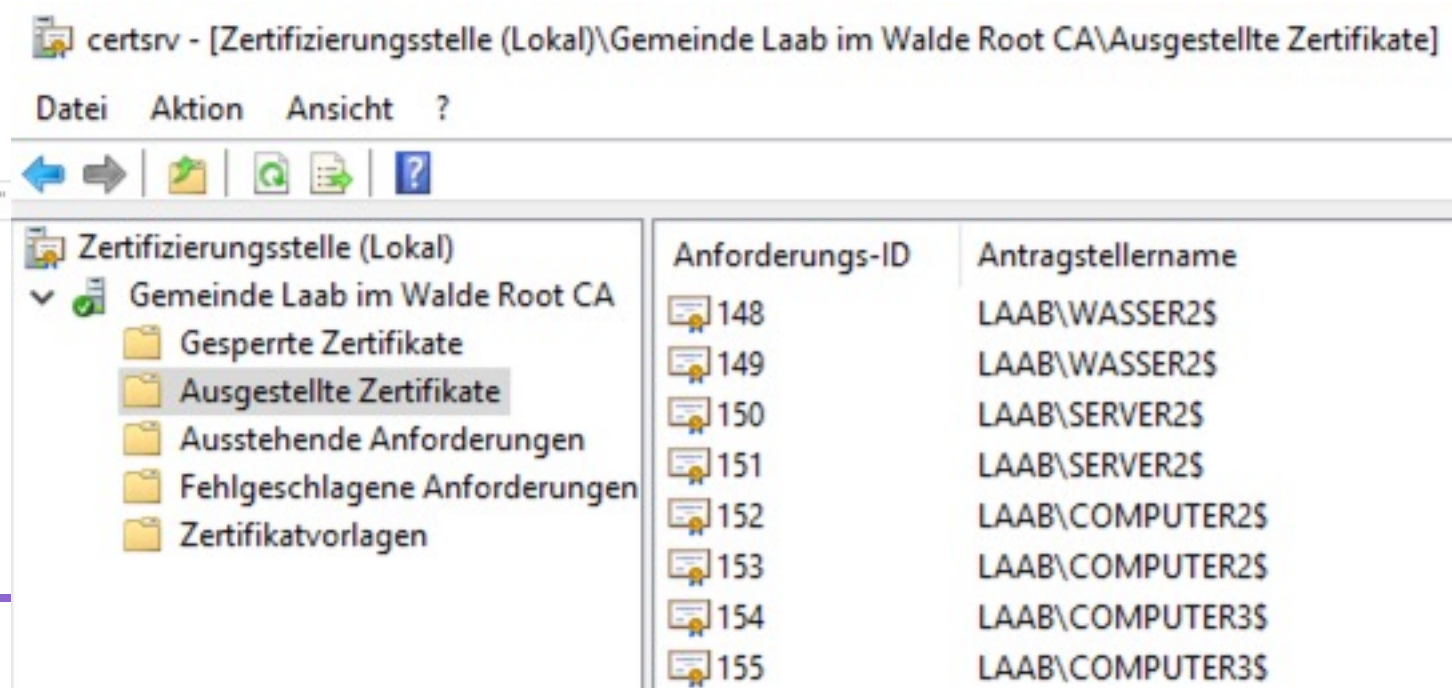 certsrv - [Zertifizierungsstelle (Lokal)\Gemeinde Laab im Walde Root CA\Ausgestellte Zertifikate]
Datei Aktion Ansicht ?
Zertifizierungsstelle (Lokal)
Gemeinde Laab im Walde Root CA
Gesperrte Zertifikate
Ausgestellte Zertifikate
Ausstehende Anforderungen
Fehlgeschlagene Anforderungen
Zertifikatvorlagen
Anforderungs-ID Antragstellername
148 LAAB\WASSER2$
149 LAAB\WASSER2$
150 LAAB\SERVER2$
151 LAAB\SERVER2$
152 LAAB\COMPUTER2$
153 LAAB\COMPUTER2$
154 LAAB\COMPUTER3$
155 LAAB\COMPUTER3$